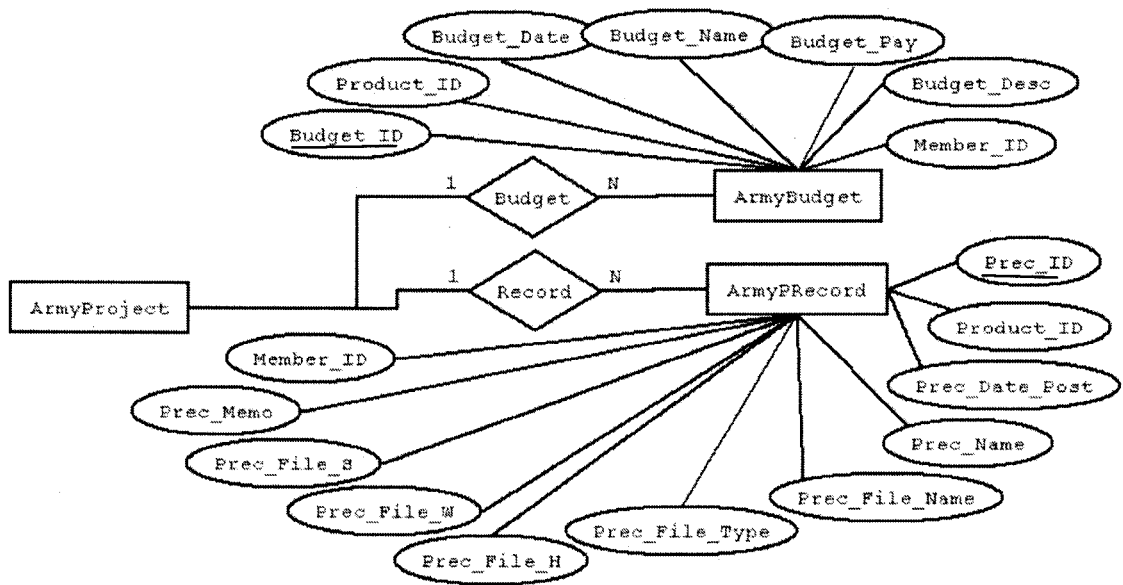 Budget_Date
Budget_Name
Budget_Pay
Product_ID
Budget_Desc
Budget_ID
Member_ID
1
Budget
N
ArmyBudget
Prec_ID
1
Record
N
ArmyPRecord
ArmyProject
Product_ID
Member_ID
Prec_Date_Post
Prec_Memo
Prec_Name
Prec_File_S
Prec_File_Name
Prec_File_W
Prec_File_Type
Prec_File_H